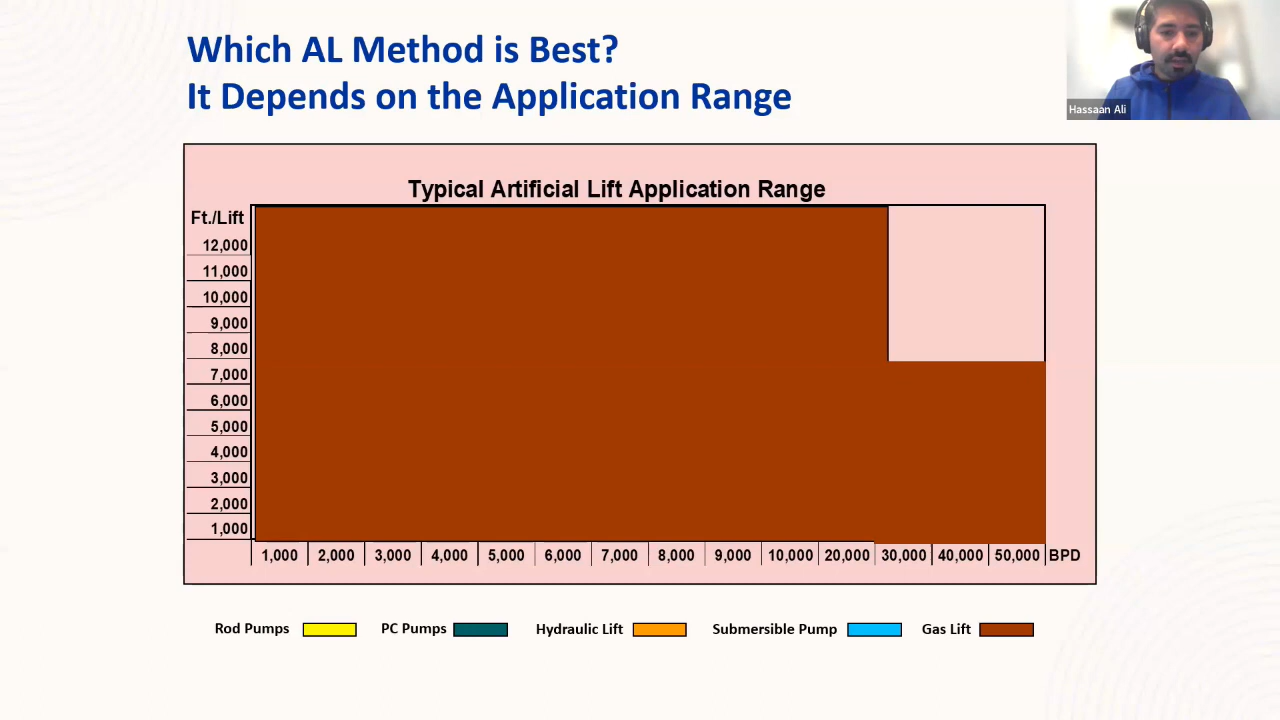 Which AL Method is Best?
It Depends on the Application Range
Hassaan Ali
Typical Artificial Lift Application Range
Ft./Lift
12,000
11,000
10,000
9,000
8,000
7,000
6,000
5,000
4,000
3,000
2,000
1,000
1,000 2,000 3,000 4,000 5,000 6,000 7,000 8,000 9,000 10,000 20,000 30,000 40,000 50,000 BPD
Rod Pumps PC Pumps Hydraulic Lift Submersible Pump Gas Lift